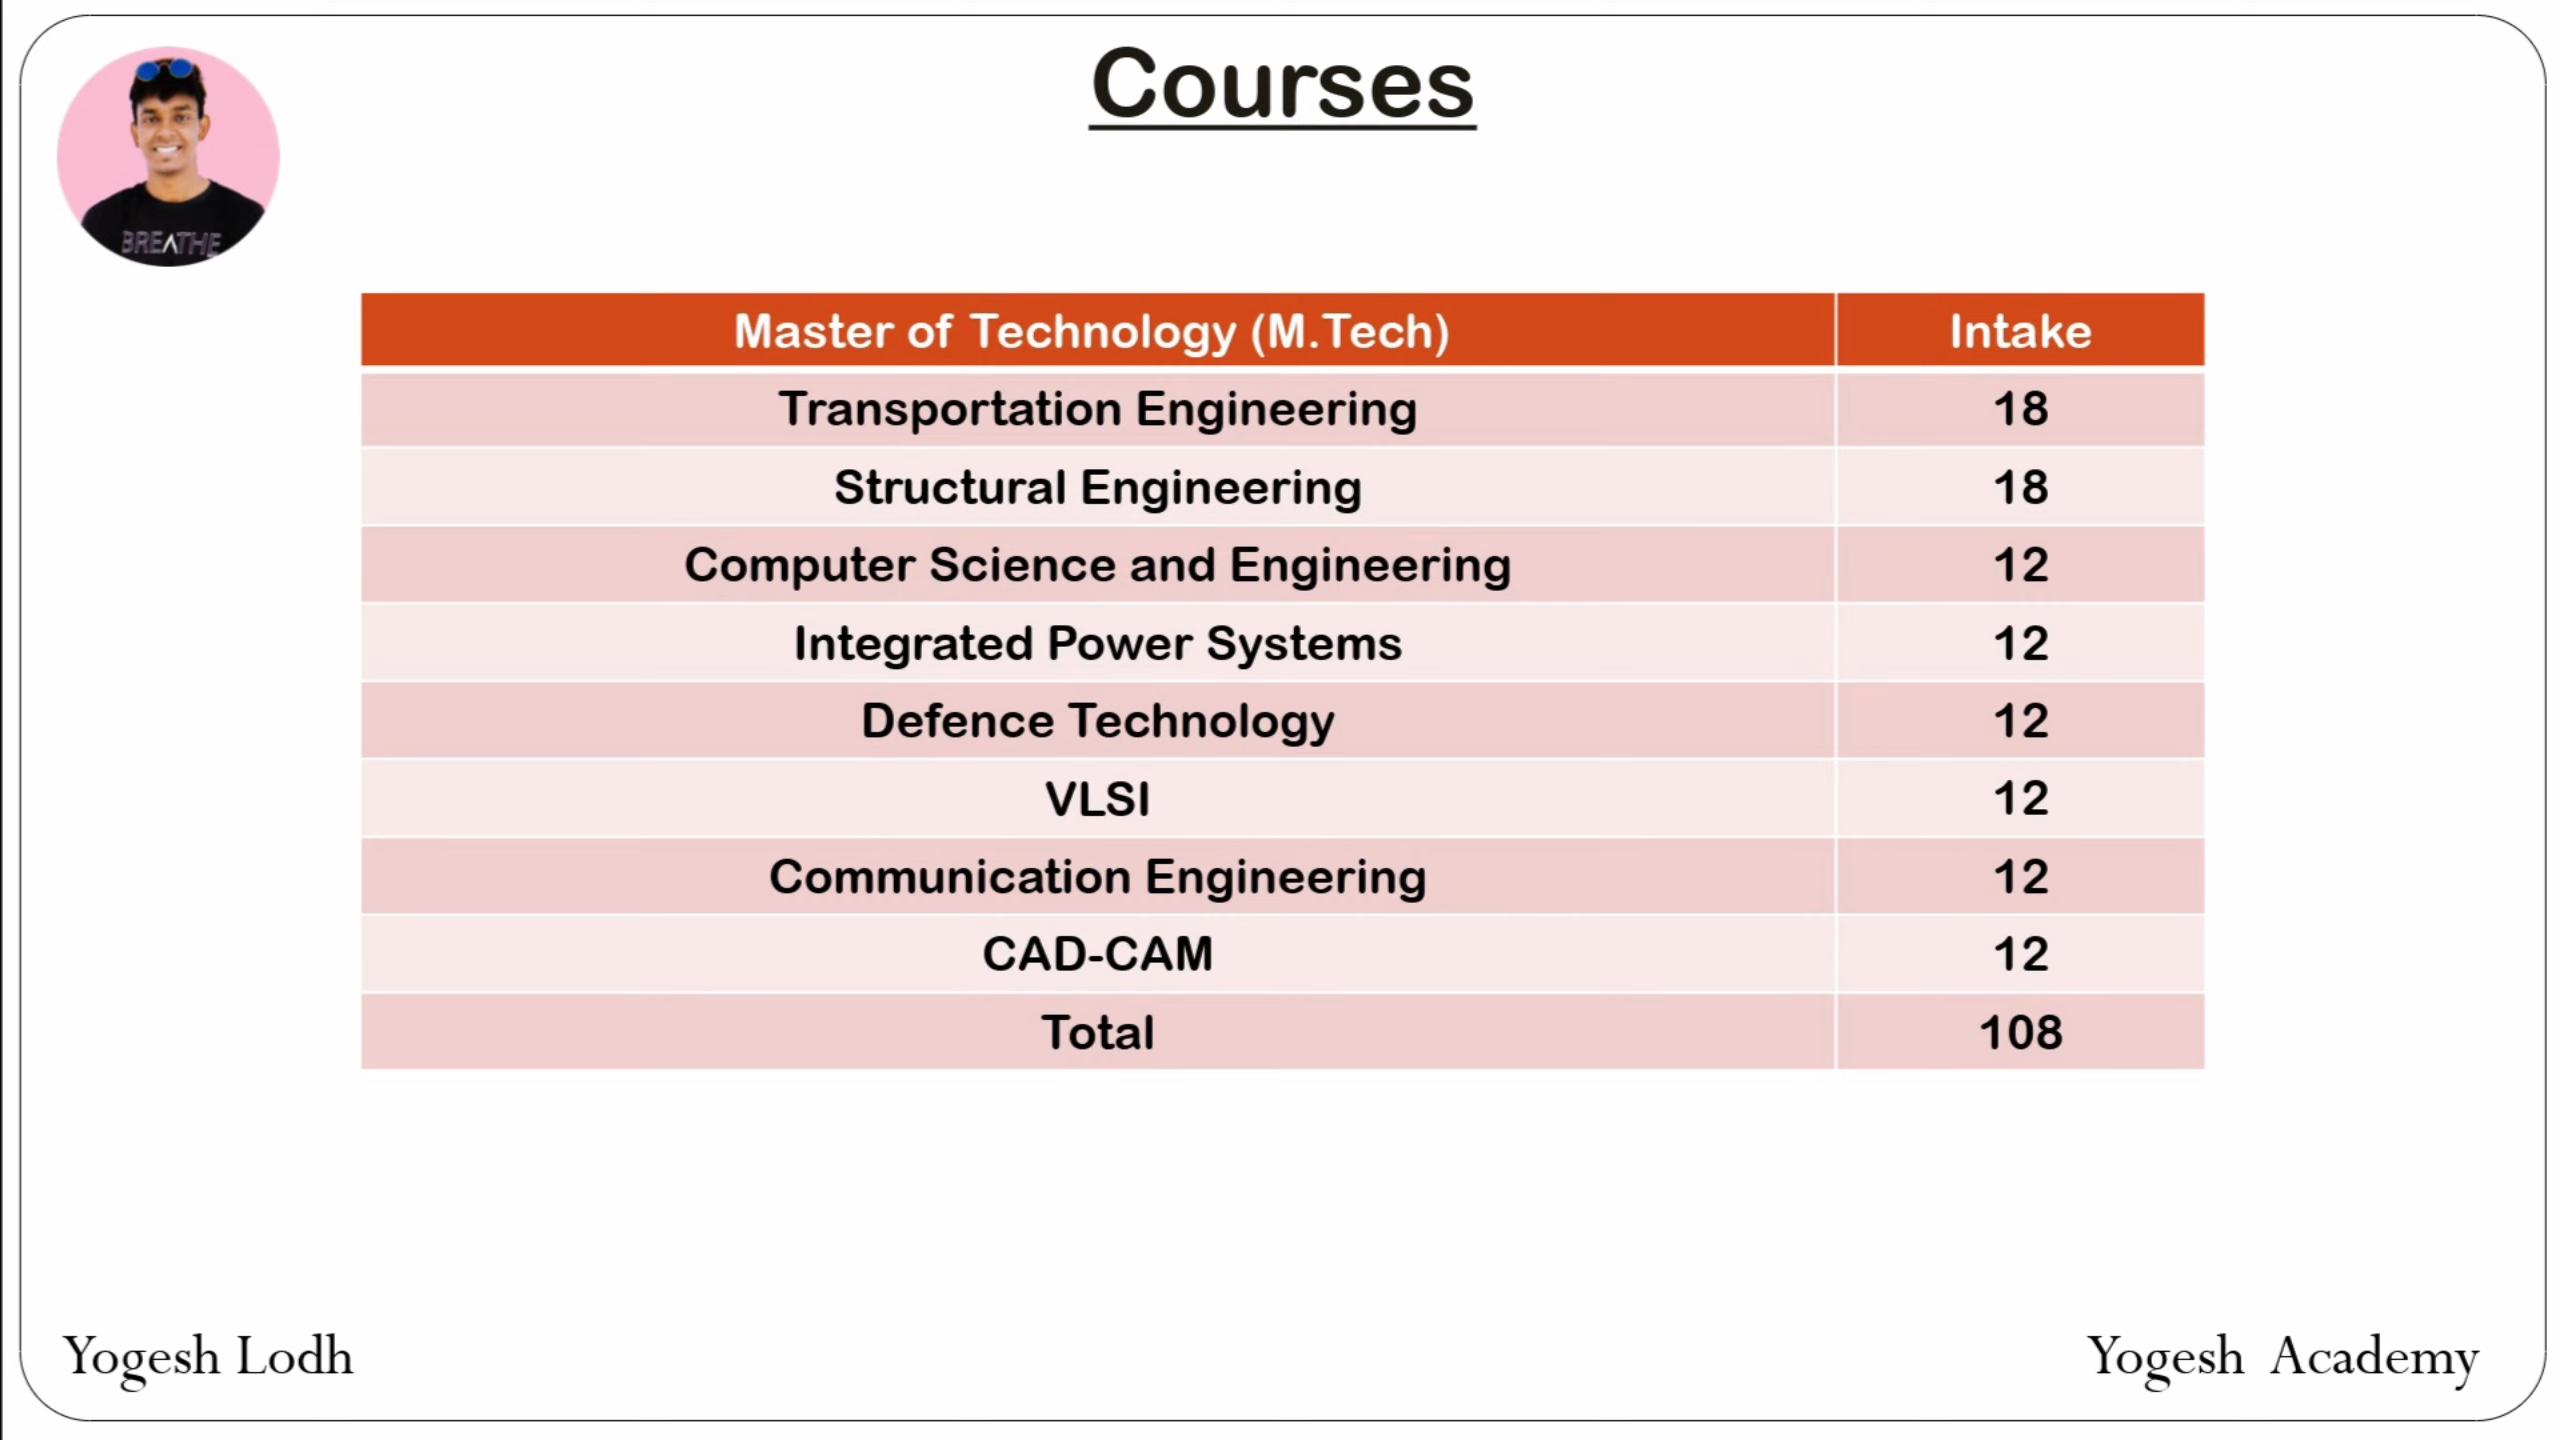 Courses
BREATHE
Master of Technology (M.Tech) Intake
Transportation Engineering 18
Structural Engineering 18
Computer Science and Engineering 12
Integrated Power Systems 12
Defence Technology 12
VLSI 12
Communication Engineering 12
CAD-CAM 12
Total 108
Yogesh Lodh Yogesh Academy